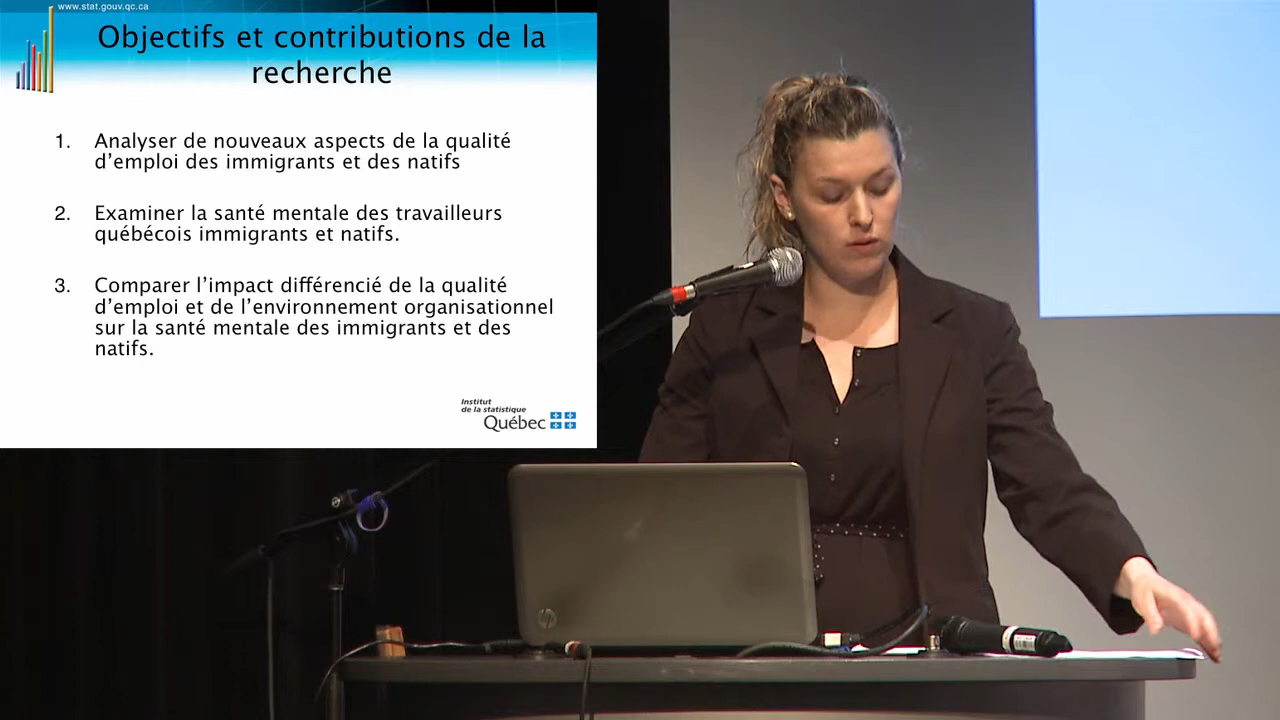 www.stat.gouv.qc.ca
Objectifs et contributions de la
recherche
1. Analyser de nouveaux aspects de la qualité
d'emploi des immigrants et des natifs
2. Examiner la santé mentale des travailleurs
québécois immigrants et natifs.
3. Comparer l'impact différencié de la qualité
d'emploi et de l'environnement organisationnel
sur la santé mentale des immigrants et des
natifs.
Institut
de la statistique
Québec
hp